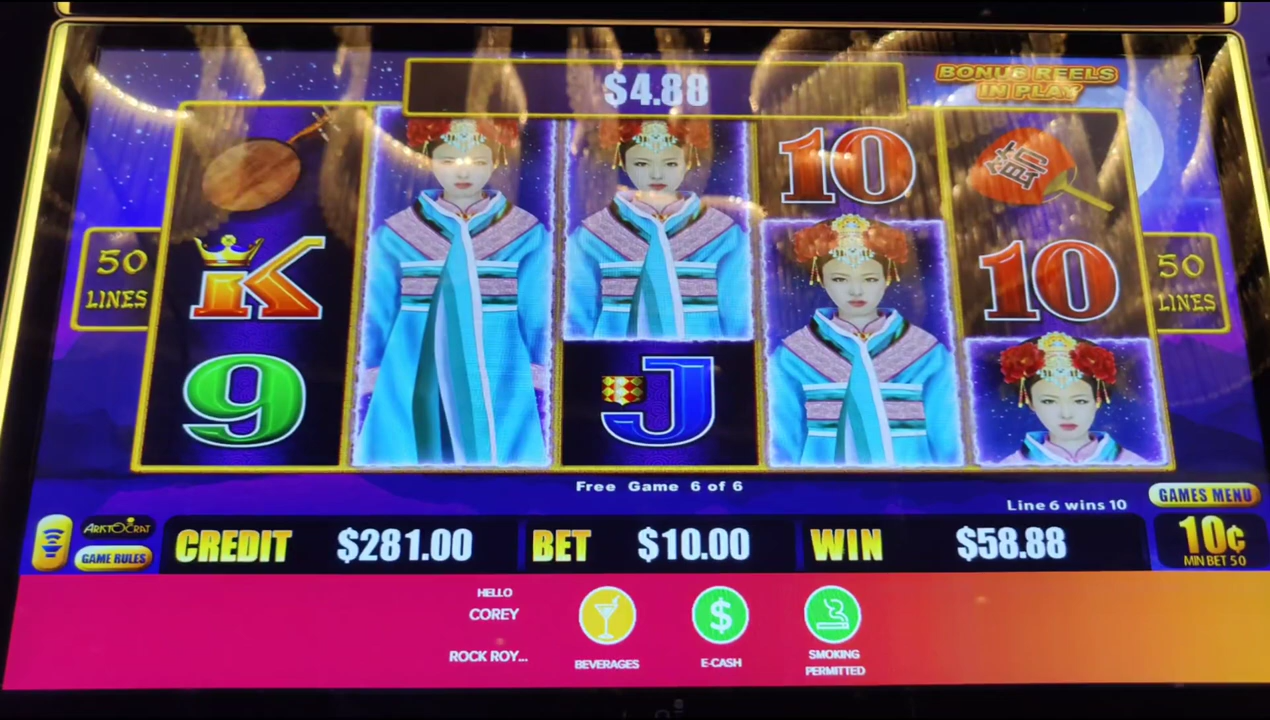 $4.88
BONUS REELS
IN PLAY
10
50
LINES
K
10
50
LINES
9
J
Free Game 6 of 6
Line 6 wins 10
GAMES MENU
ARISTOCRAT
GAME RULES
CREDIT $281.00 BET $10.00 WIN $58.88
10¢
MIN BET 50
HELLO
COREY
ROCK ROY...
BEVERAGES
$
E-CASH
SMOKING
PERMITTED